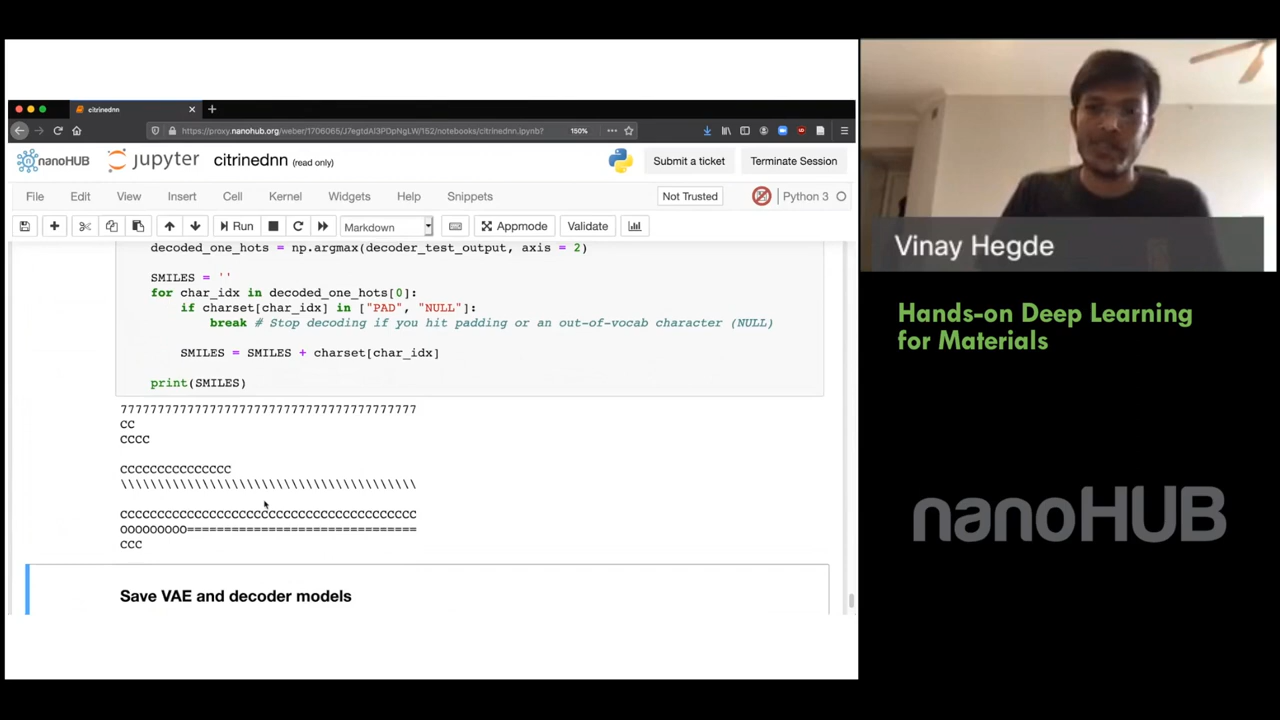 citrinednn
https://proxy.nanohub.org/weber/1706065/J7egtdAI3PDpNgLW/152/notebooks/citrinednn.ipynb?
150%
nanoHUB
jupyter
citrinednn (read only)
Submit a ticket
Terminate Session
File Edit View Insert Cell Kernel Widgets Help Snippets
Not Trusted
Python 3
Run
Markdown
Appmode
Validate
decoded_one_hots = np.argmax(decoder_test_output, axis = 2)
SMILES = ''
for char_idx in decoded_one_hots[0]:
if charset[char_idx] in ["PAD", "NULL"]:
break # Stop decoding if you hit padding or an out-of-vocab character (NULL)
SMILES = SMILES + charset[char_idx]
print(SMILES)
7777777777777777777777777777777777777777
CC
CCCC
CCCCCCCCCCCCCCC
\\\\\\\\\\\\\\\\\\\\\\\\\\\\\\\\\\\\\\\\
CCCCCCCCCCCCCCCCCCCCCCCCCCCCCCCCCCCCCCCC
OOOOOOOOO===============================
CCC
Save VAE and decoder models
Vinay Hegde
Hands-on Deep Learning
for Materials
nanoHUB